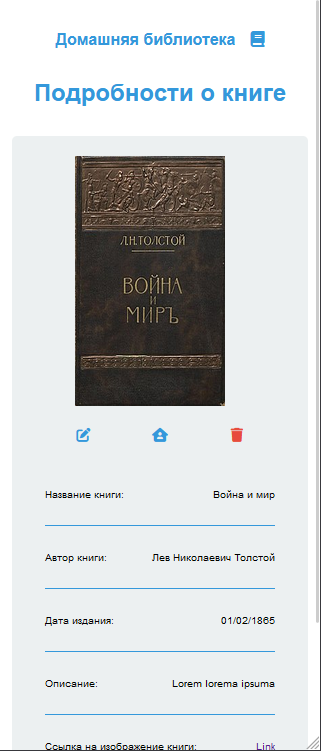 Домашняя библиотека
Подробности о книге
Л.Н.ТОЛСТОЙ
ВОЙНА
И
МИРЪ
Название книги: Война и мир
Автор книги: Лев Николаевич Толстой
Дата издания: 01/02/1865
Описание: Lorem lorema ipsuma
Ссылка на изображение книги: Link